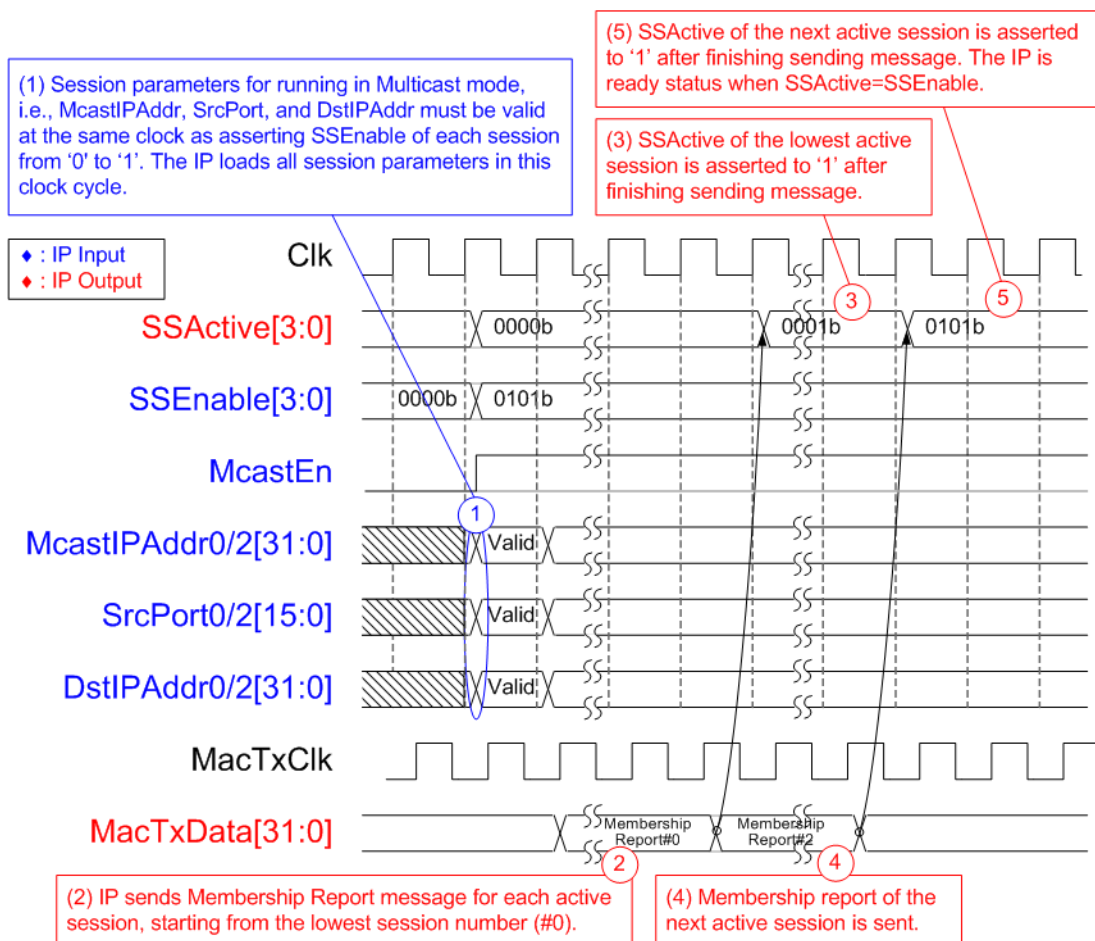 (5) SSActive of the next active session is asserted
to ‘1’ after finishing sending message. The IP is
ready status when SSActive=SSEnable.
(1) Session parameters for running in Multicast mode,
i.e., McastIPAddr, SrcPort, and DstIPAddr must be valid
at the same clock as asserting SSEnable of each session
from ‘0’ to ‘1’. The IP loads all session parameters in this
clock cycle.
(3) SSActive of the lowest active
session is asserted to ‘1’ after
finishing sending message.
♦ : IP Input
♦ : IP Output
Clk
3
5
SSActive[3:0]
0000b
0001b
0101b
SSEnable[3:0]
0000b
0101b
McastEn
1
McastIPAddr0/2[31:0]
Valid
SrcPort0/2[15:0]
Valid
DstIPAddr0/2[31:0]
Valid
MacTxClk
MacTxData[31:0]
Membership
Report#0
Membership
Report#2
2
4
(2) IP sends Membership Report message for each active
session, starting from the lowest session number (#0).
(4) Membership report of the
next active session is sent.